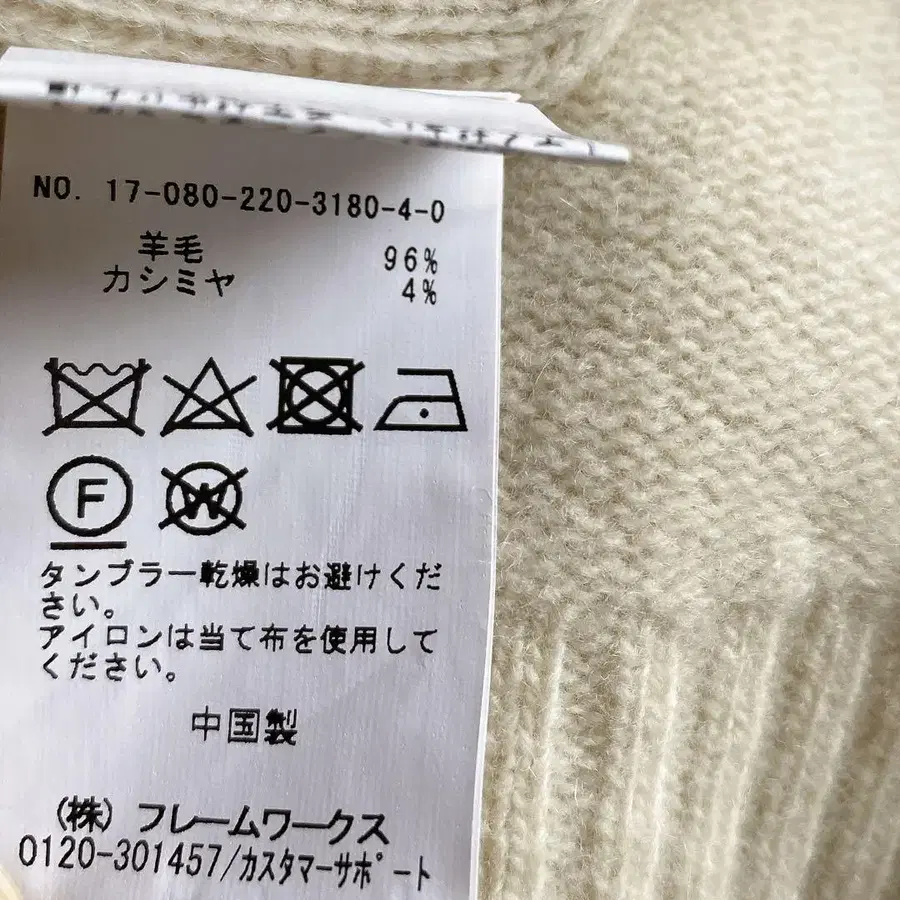 NO. 17-080-220-3180-4-0
羊毛 96%
カシミヤ 4%
F W
タンブラー乾燥はお避けくだ
さい。
アイロンは当て布を使用して
ください。
中国製
(株) フレームワークス
0120-301457/カスタマーサポート